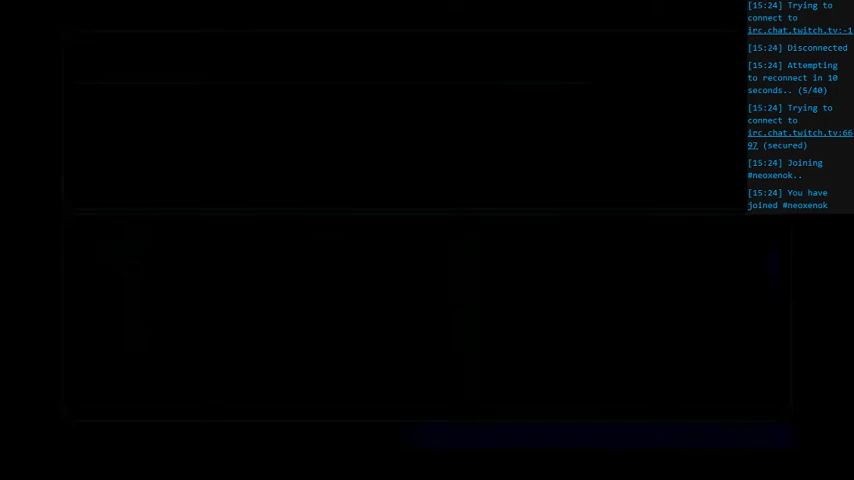 [15:24] Trying to
connect to
irc.chat.twitch.tv:-1
[15:24] Disconnected
[15:24] Attempting
to reconnect in 10
seconds.. (5/40)
[15:24] Trying to
connect to
irc.chat.twitch.tv:66
97 (secured)
[15:24] Joining
#neoxenok..
[15:24] You have
joined #neoxenok